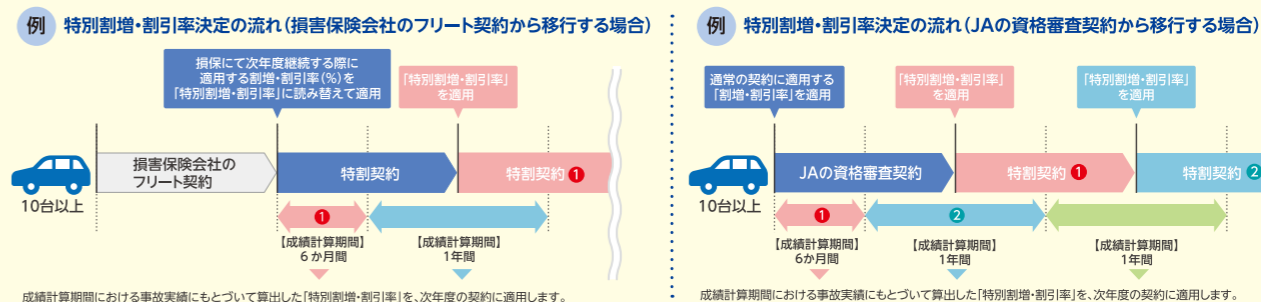 例 特別割増・割引率決定の流れ(損害保険会社のフリート契約から移行する場合)
損保にて次年度継続する際に
適用する割増・割引率(%)を
「特別割増・割引率」に読み替えて適用
「特別割増・割引率」
を適用
10台以上
損害保険会社の
フリート契約
特割契約
特割契約 1
1
【成績計算期間】
6か月間
【成績計算期間】
1年間
成績計算期間における事故実績にもとづいて算出した「特別割増・割引率」を、次年度の契約に適用します。
例 特別割増・割引率決定の流れ(JAの資格審査契約から移行する場合)
通常の契約に適用する
「割増・割引率」を適用
「特別割増・割引率」
を適用
「特別割増・割引率」
を適用
10台以上
JAの資格審査契約
特割契約 1
特割契約 2
1
2
【成績計算期間】
6か月間
【成績計算期間】
1年間
【成績計算期間】
1年間
成績計算期間における事故実績にもとづいて算出した「特別割増・割引率」を、次年度の契約に適用します。